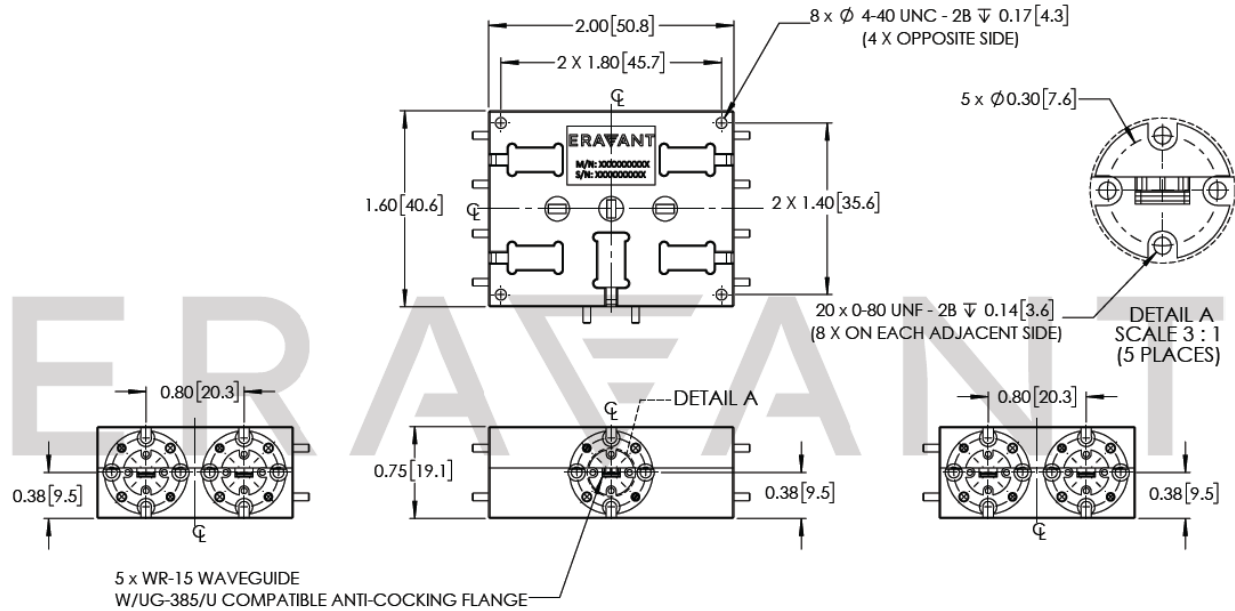 2.00[50.8]
8 x Ø 4-40 UNC - 2B ↧ 0.17[4.3]
(4 X OPPOSITE SIDE)
2 X 1.80[45.7]
℄
5 x Ø0.30[7.6]
ERAVANT
M/N: XXXXXXXXXX
S/N: XXXXXXXXXX
1.60[40.6]
℄
2 X 1.40[35.6]
20 x 0-80 UNF - 2B ↧ 0.14[3.6]
(8 X ON EACH ADJACENT SIDE)
DETAIL A
SCALE 3 : 1
(5 PLACES)
ERAVANT
0.80[20.3]
DETAIL A
℄
0.80[20.3]
0.75[19.1]
0.38[9.5]
0.38[9.5]
0.38[9.5]
℄
℄
5 x WR-15 WAVEGUIDE
W/UG-385/U COMPATIBLE ANTI-COCKING FLANGE